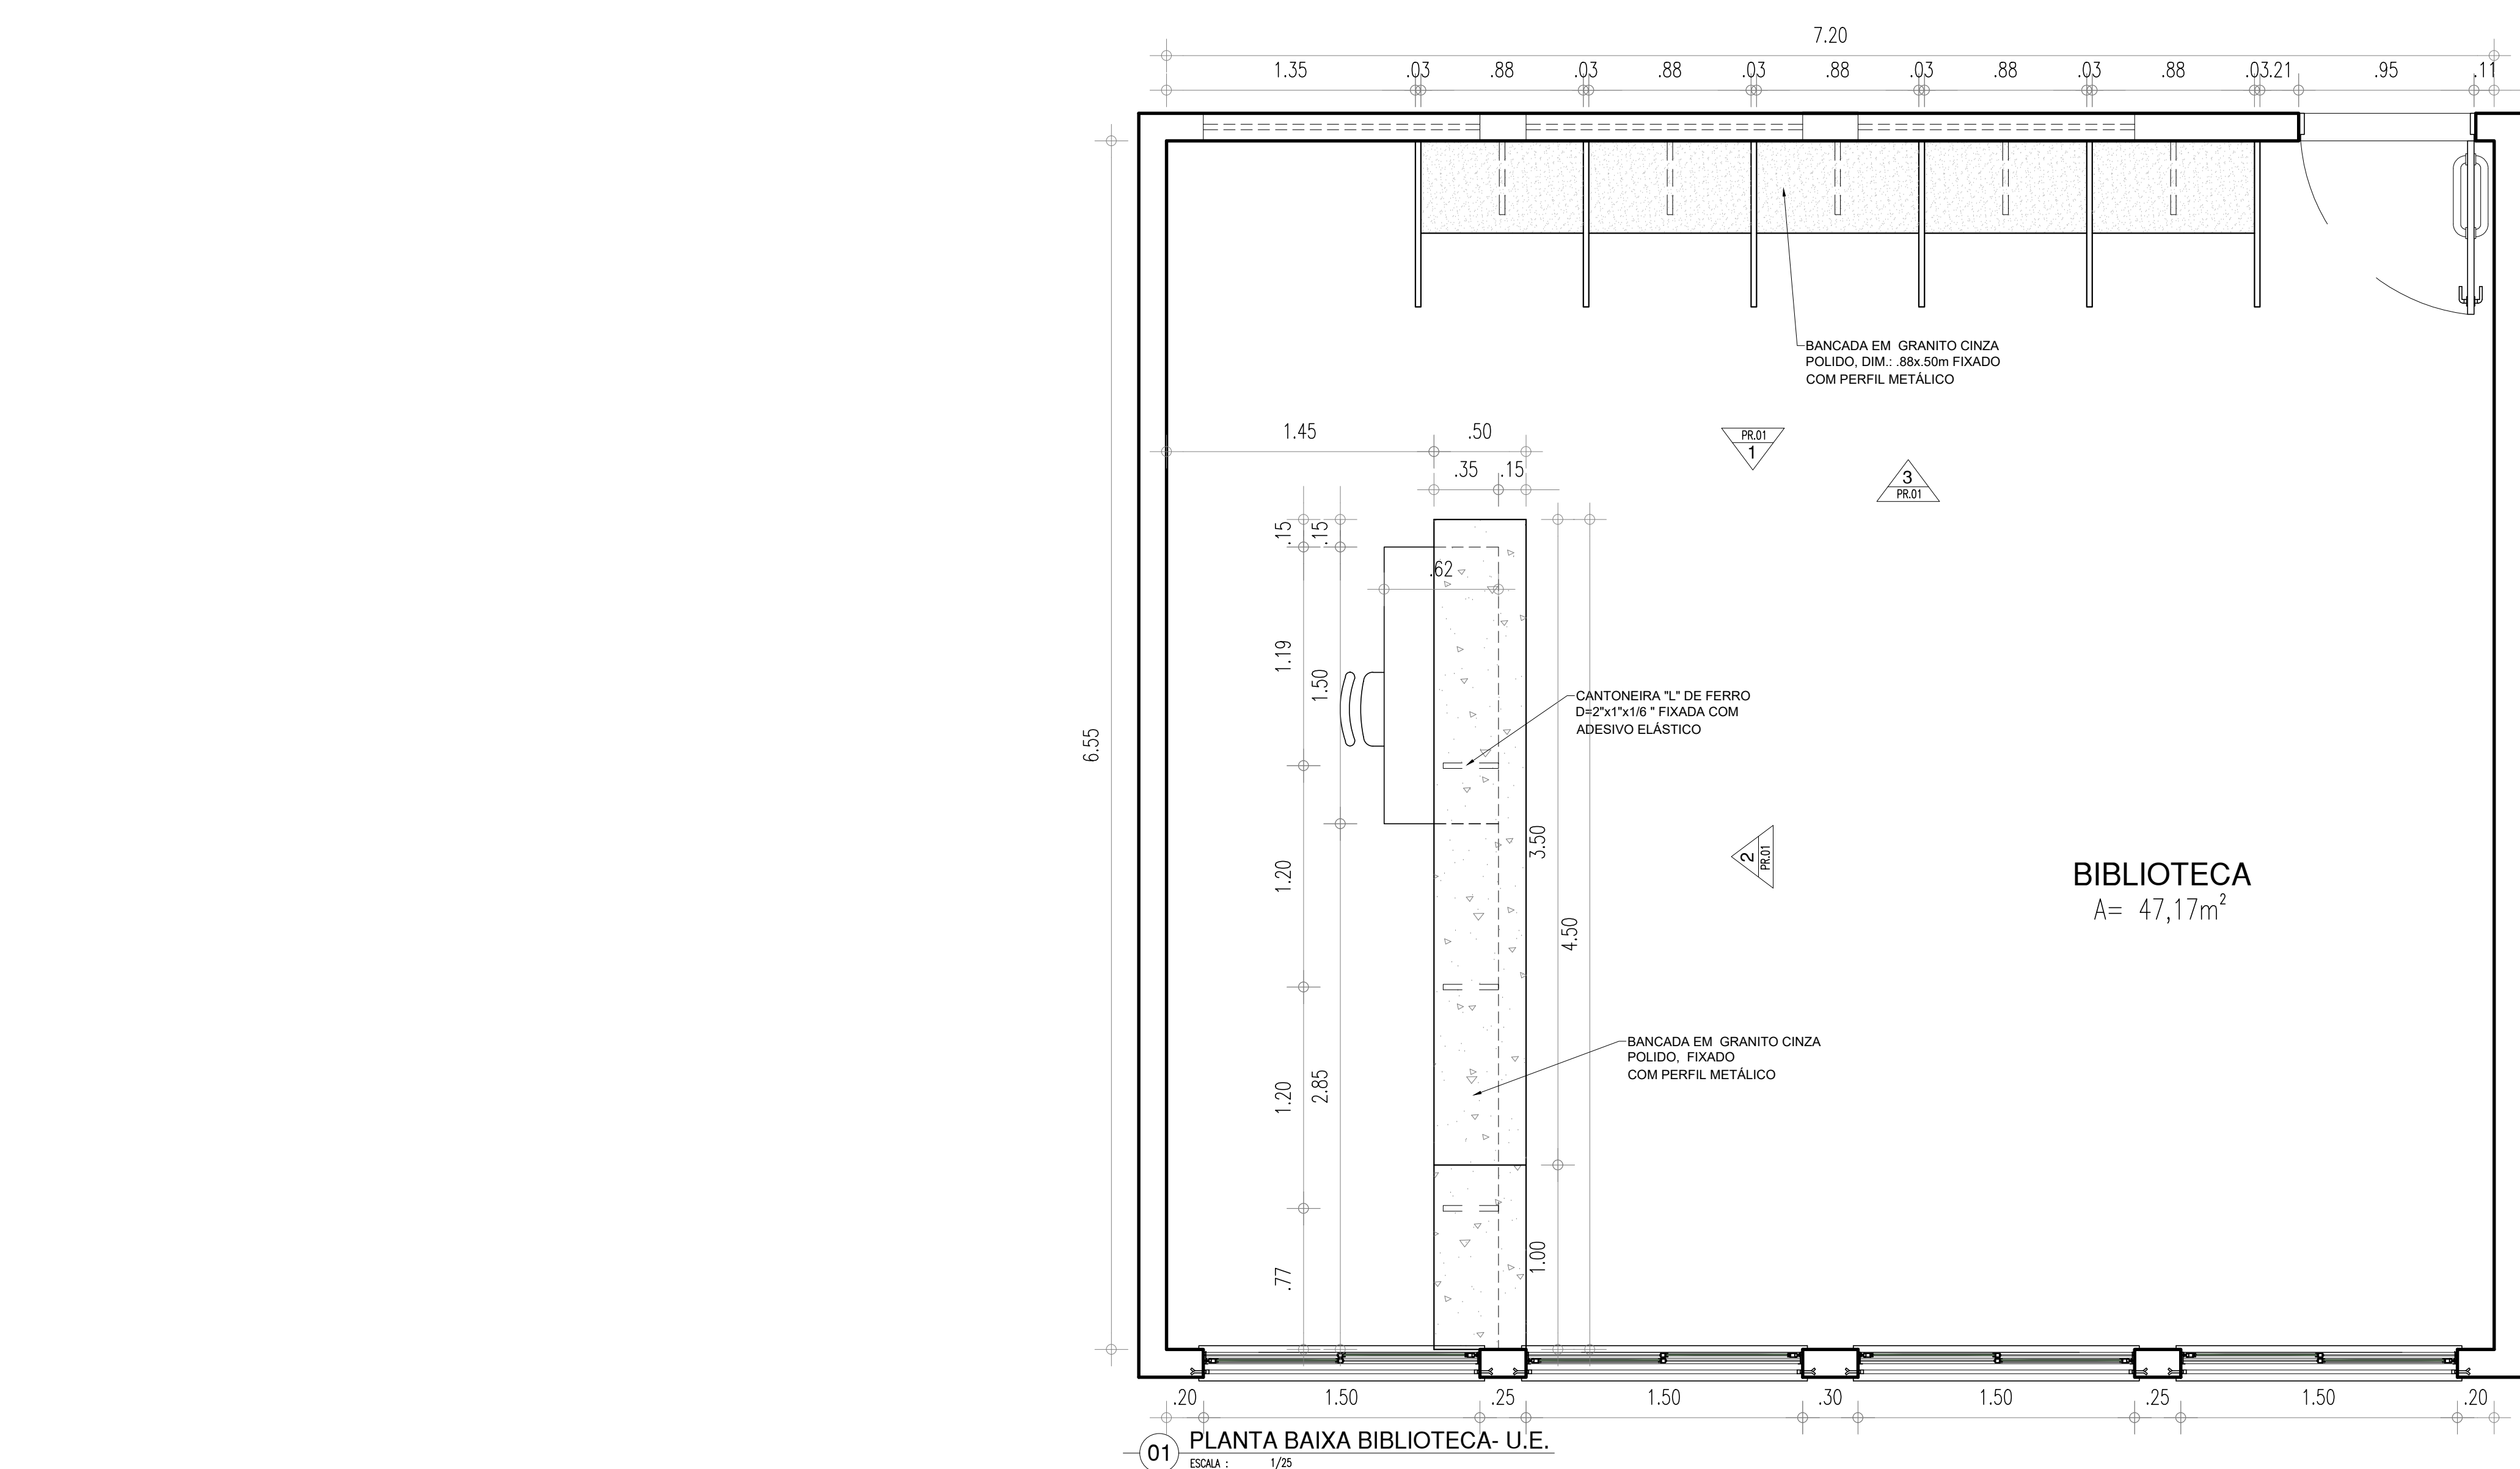 7.20
1.35 .03 .88 .03 .88 .03 .88 .03 .88 .03 .88 .03 .21 .95 .11
BANCADA EM GRANITO CINZA
POLIDO, DIM.: .88x.50m FIXADO
COM PERFIL METÁLICO
1.45 .50
.35 .15
PR.01
1
3
PR.01
.15 .15
.62
1.19
1.50
CANTONEIRA "L" DE FERRO
D=2"x1"x1/6 " FIXADA COM
ADESIVO ELÁSTICO
6.55
3.50
2
PR.01
1.20
BIBLIOTECA
A= 47,17m²
4.50
BANCADA EM GRANITO CINZA
POLIDO, FIXADO
COM PERFIL METÁLICO
1.20
2.85
1.00
.77
.20 1.50 .25 1.50 .30 1.50 .25 1.50 .20
01
PLANTA BAIXA BIBLIOTECA- U.E.
ESCALA : 1/25